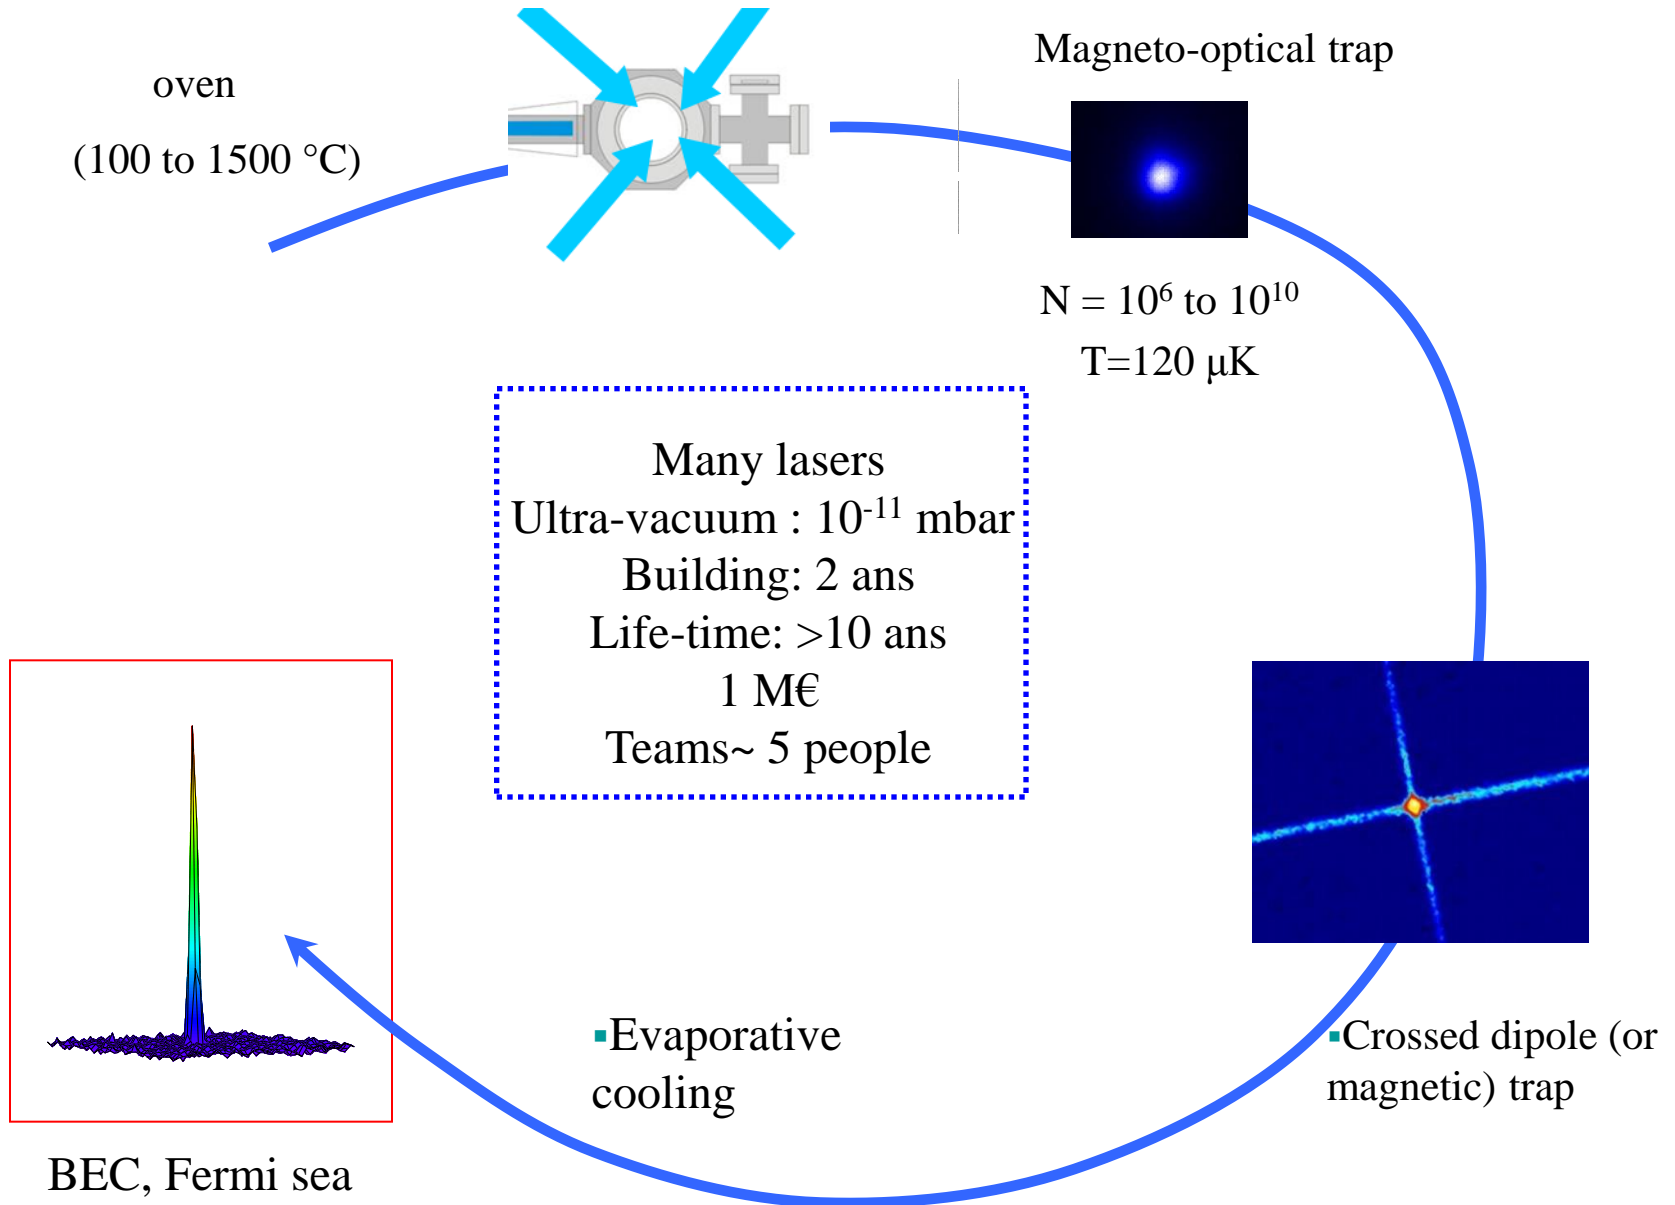 oven
(100 to 1500 °C)
Magneto-optical trap
N = 10⁶ to 10¹⁰
T=120 μK
Many lasers
Ultra-vacuum : 10⁻¹¹ mbar
Building: 2 ans
Life-time: >10 ans
1 M€
Teams~ 5 people
▪Crossed dipole (or
magnetic) trap
▪Evaporative
cooling
BEC, Fermi sea